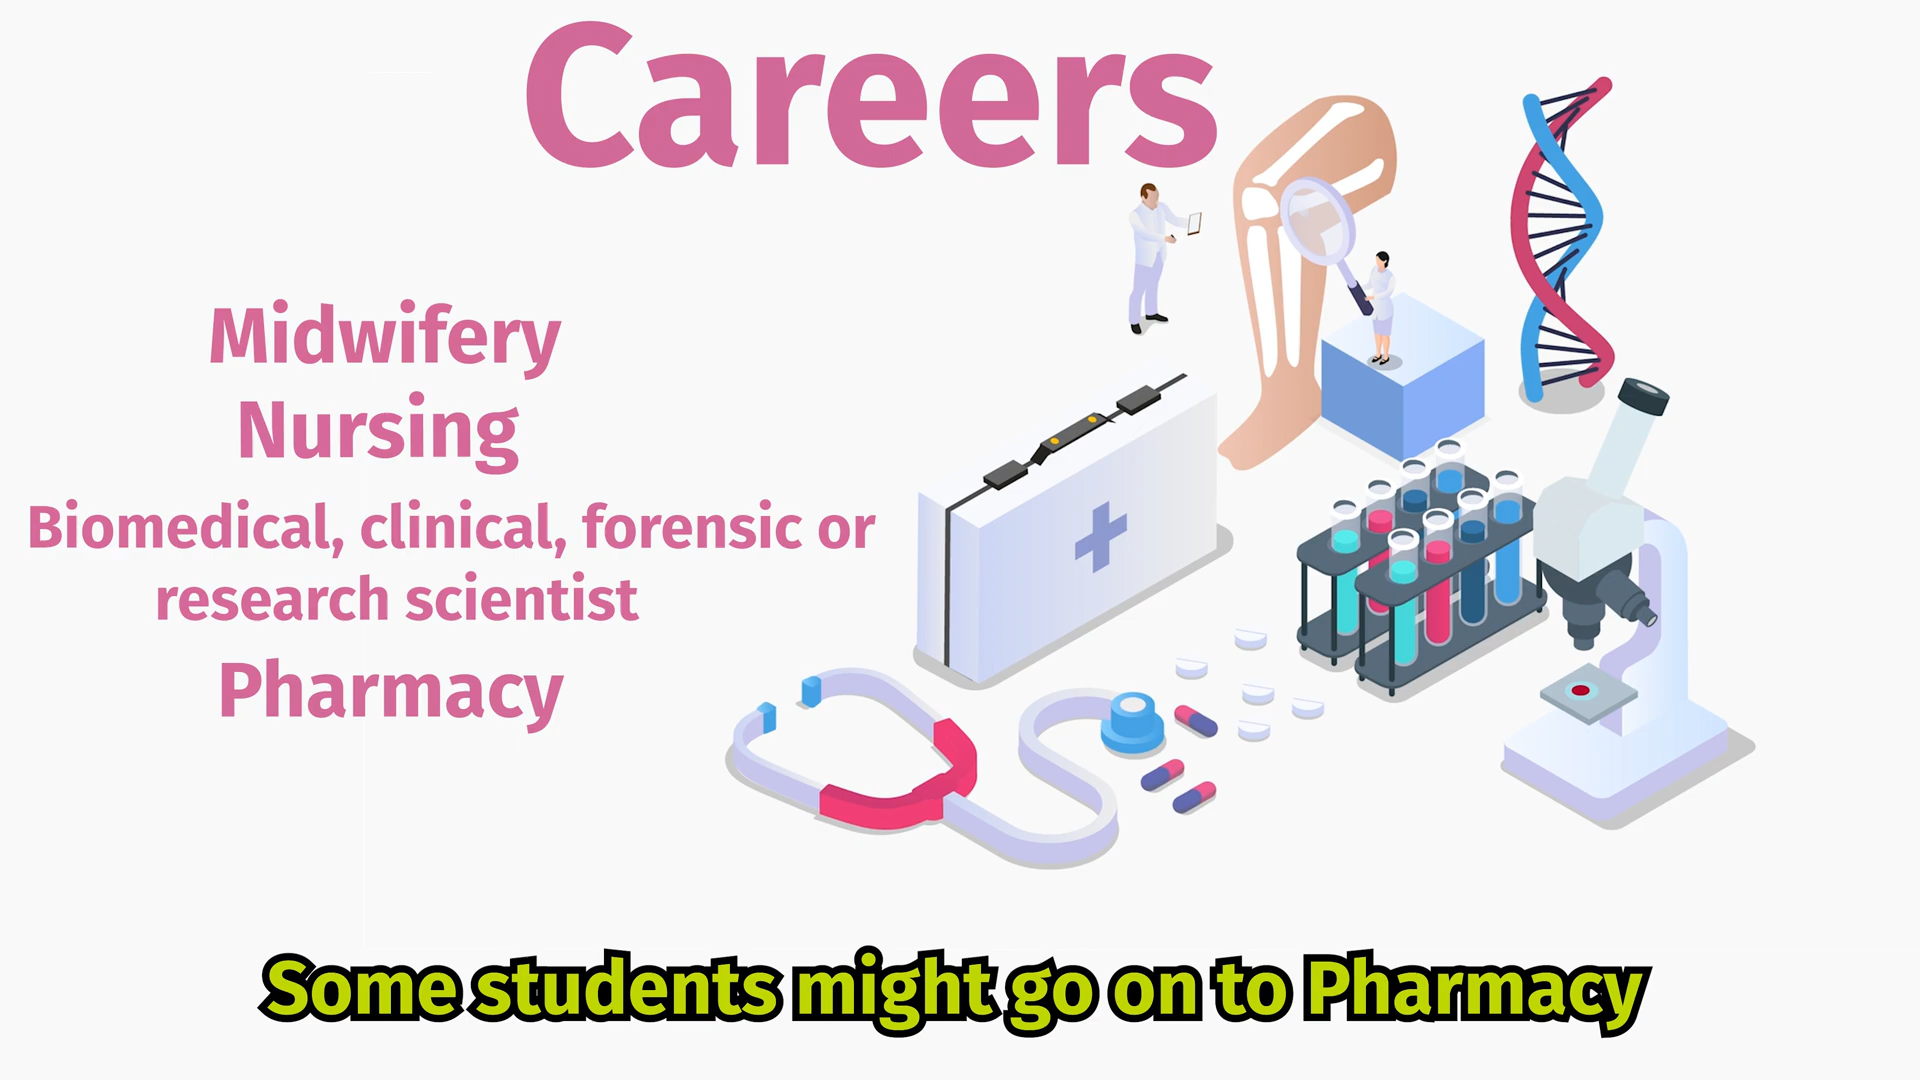 Careers
Midwifery
Nursing
Biomedical, clinical, forensic or
research scientist
Pharmacy
Some students might go on to Pharmacy